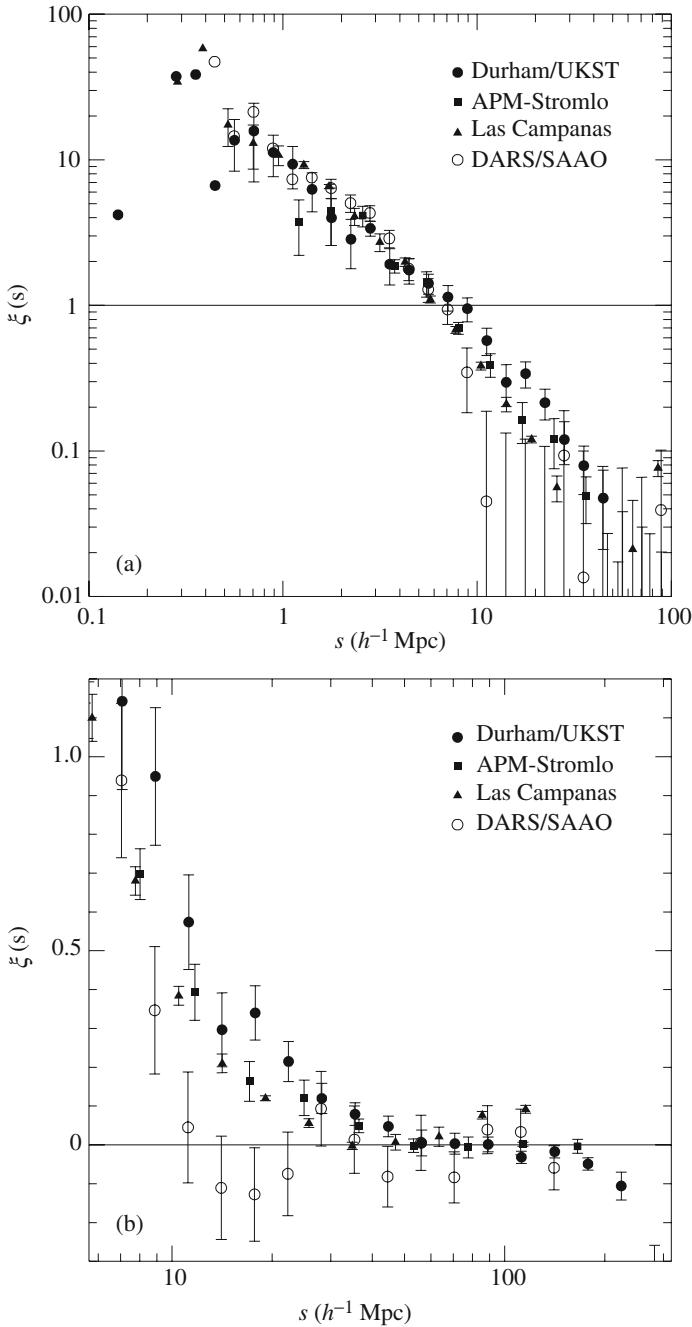 100
10
1
0.1
0.01
ξ (s)
Durham/UKST
APM-Stromlo
Las Campanas
DARS/SAAO
(a)
0.1
1
10
100
s (h⁻¹ Mpc)
1.0
0.5
0
ξ (s)
Durham/UKST
APM-Stromlo
Las Campanas
DARS/SAAO
(b)
10
100
s (h⁻¹ Mpc)